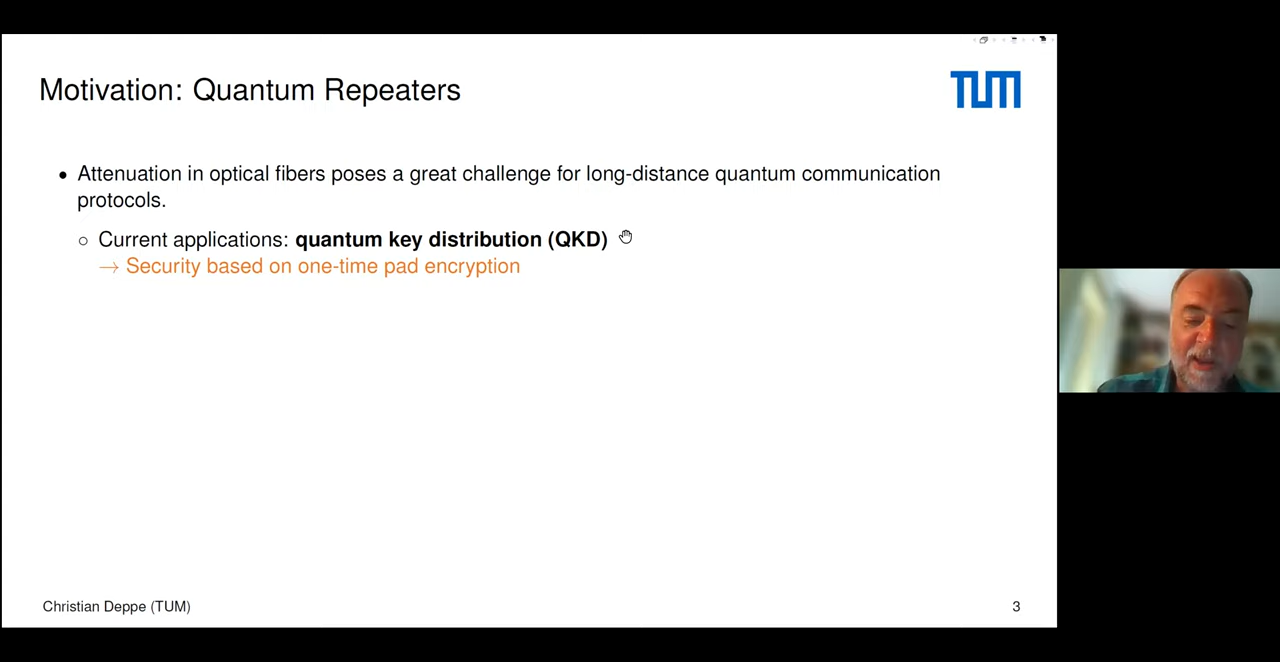 Motivation: Quantum Repeaters
TUM
• Attenuation in optical fibers poses a great challenge for long-distance quantum communication
protocols.
○ Current applications: quantum key distribution (QKD)
→ Security based on one-time pad encryption
Christian Deppe (TUM)
3